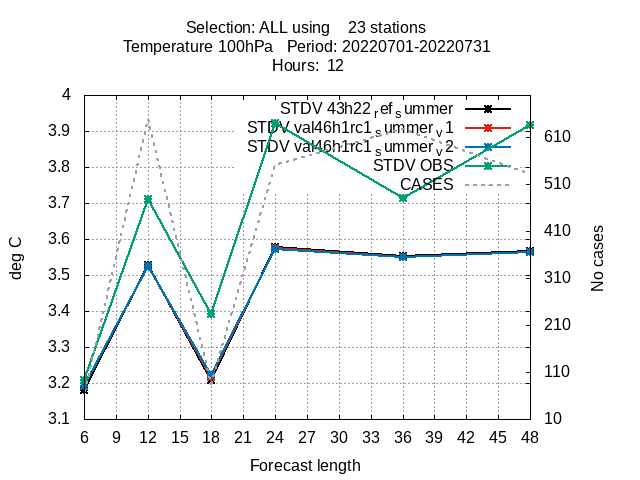 Selection: ALL using    23 stations
Temperature 100hPa   Period: 20220701-20220731
Hours:  12
STDV 43h22_ref_summer
STDV val46h1rc1_summer_v1
STDV val46h1rc1_summer_v2
STDV OBS
CASES
4
3.9
3.8
3.7
3.6
3.5
3.4
3.3
3.2
3.1
deg C
610
510
410
310
210
110
10
No cases
6 9 12 15 18 21 24 27 30 33 36 39 42 45 48
Forecast length